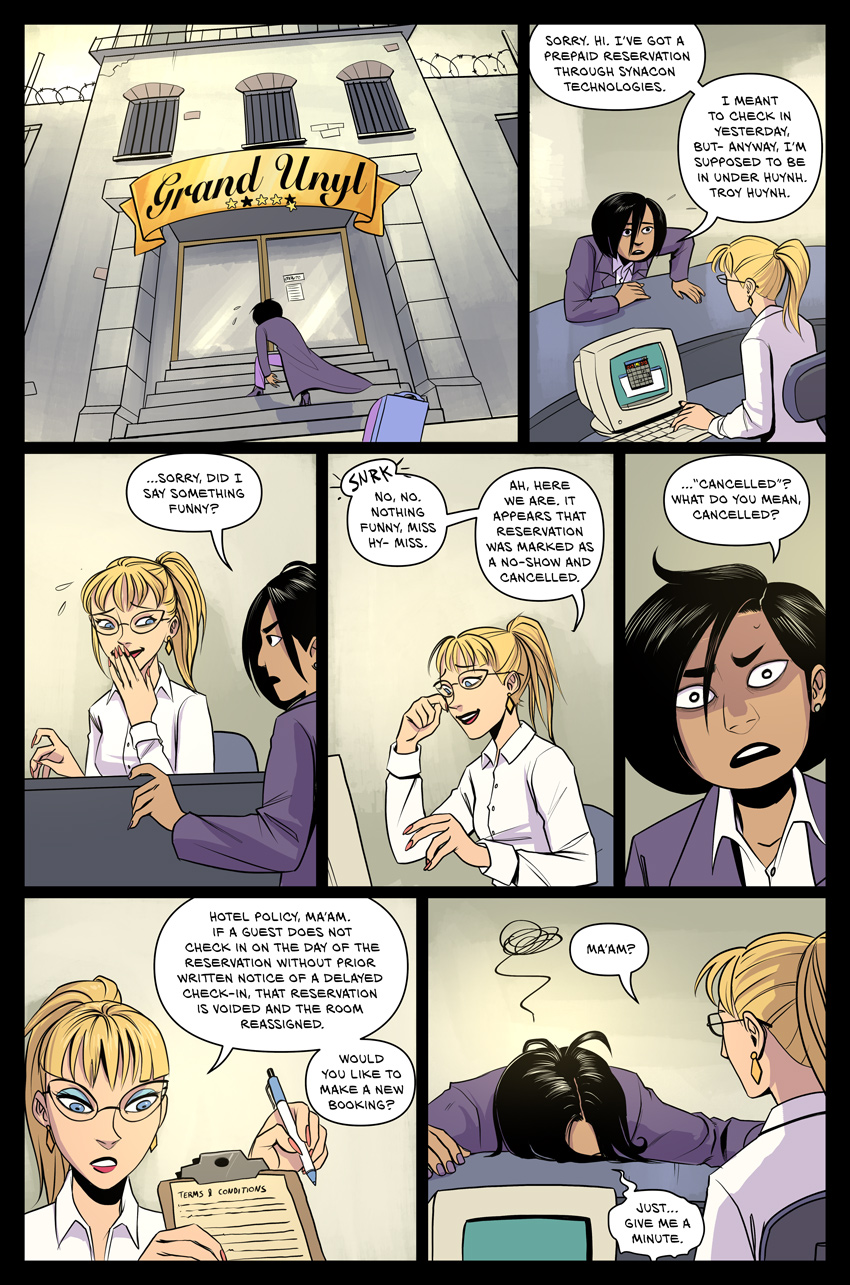 Grand Unyl
SORRY. HI. I'VE GOT A
PREPAID RESERVATION
THROUGH SYNACON
TECHNOLOGIES.
I MEANT
TO CHECK IN
YESTERDAY,
BUT- ANYWAY, I'M
SUPPOSED TO BE
IN UNDER HUYNH.
TROY HUYNH.
...SORRY, DID I
SAY SOMETHING
FUNNY?
SNRK
NO, NO.
NOTHING
FUNNY, MISS
HY- MISS.
AH, HERE
WE ARE. IT
APPEARS THAT
RESERVATION
WAS MARKED AS
A NO-SHOW AND
CANCELLED.
..."CANCELLED"?
WHAT DO YOU MEAN,
CANCELLED?
HOTEL POLICY, MA'AM.
IF A GUEST DOES NOT
CHECK IN ON THE DAY OF THE
RESERVATION WITHOUT PRIOR
WRITTEN NOTICE OF A DELAYED
CHECK-IN, THAT RESERVATION
IS VOIDED AND THE ROOM
REASSIGNED.
WOULD
YOU LIKE TO
MAKE A NEW
BOOKING?
TERMS & CONDITIONS
MA'AM?
JUST...
GIVE ME A
MINUTE.